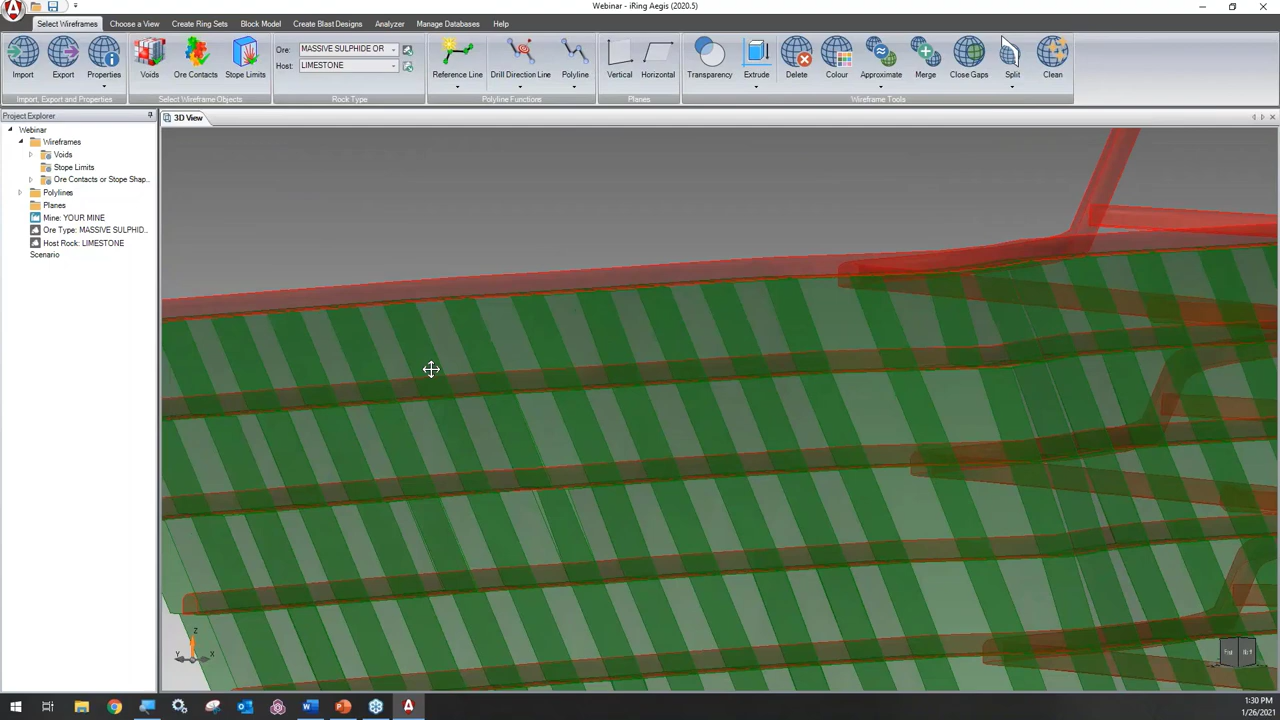 Webinar - iRing Aegis (2020.5)
Select Wireframes Choose a View Create Ring Sets Block Model Create Blast Designs Analyzer Manage Databases Help
Import Export Properties Voids Ore Contacts Stope Limits Ore: MASSIVE SULPHIDE OR Host: LIMESTONE Reference Line Drill Direction Line Polyline Vertical Horizontal Transparency Extrude Delete Colour Approximate Merge Close Gaps Split Clean
Import, Export and Properties Select Wireframe Objects Rock Type Polyline Functions Planes Wireframe Tools
Project Explorer
3D View
Webinar
Wireframes
Voids
Stope Limits
Ore Contacts or Stope Shap...
Polylines
Planes
Mine: YOUR MINE
Ore Type: MASSIVE SULPHID...
Host Rock: LIMESTONE
Scenario
Z
Y X
1:30 PM
1/26/2021